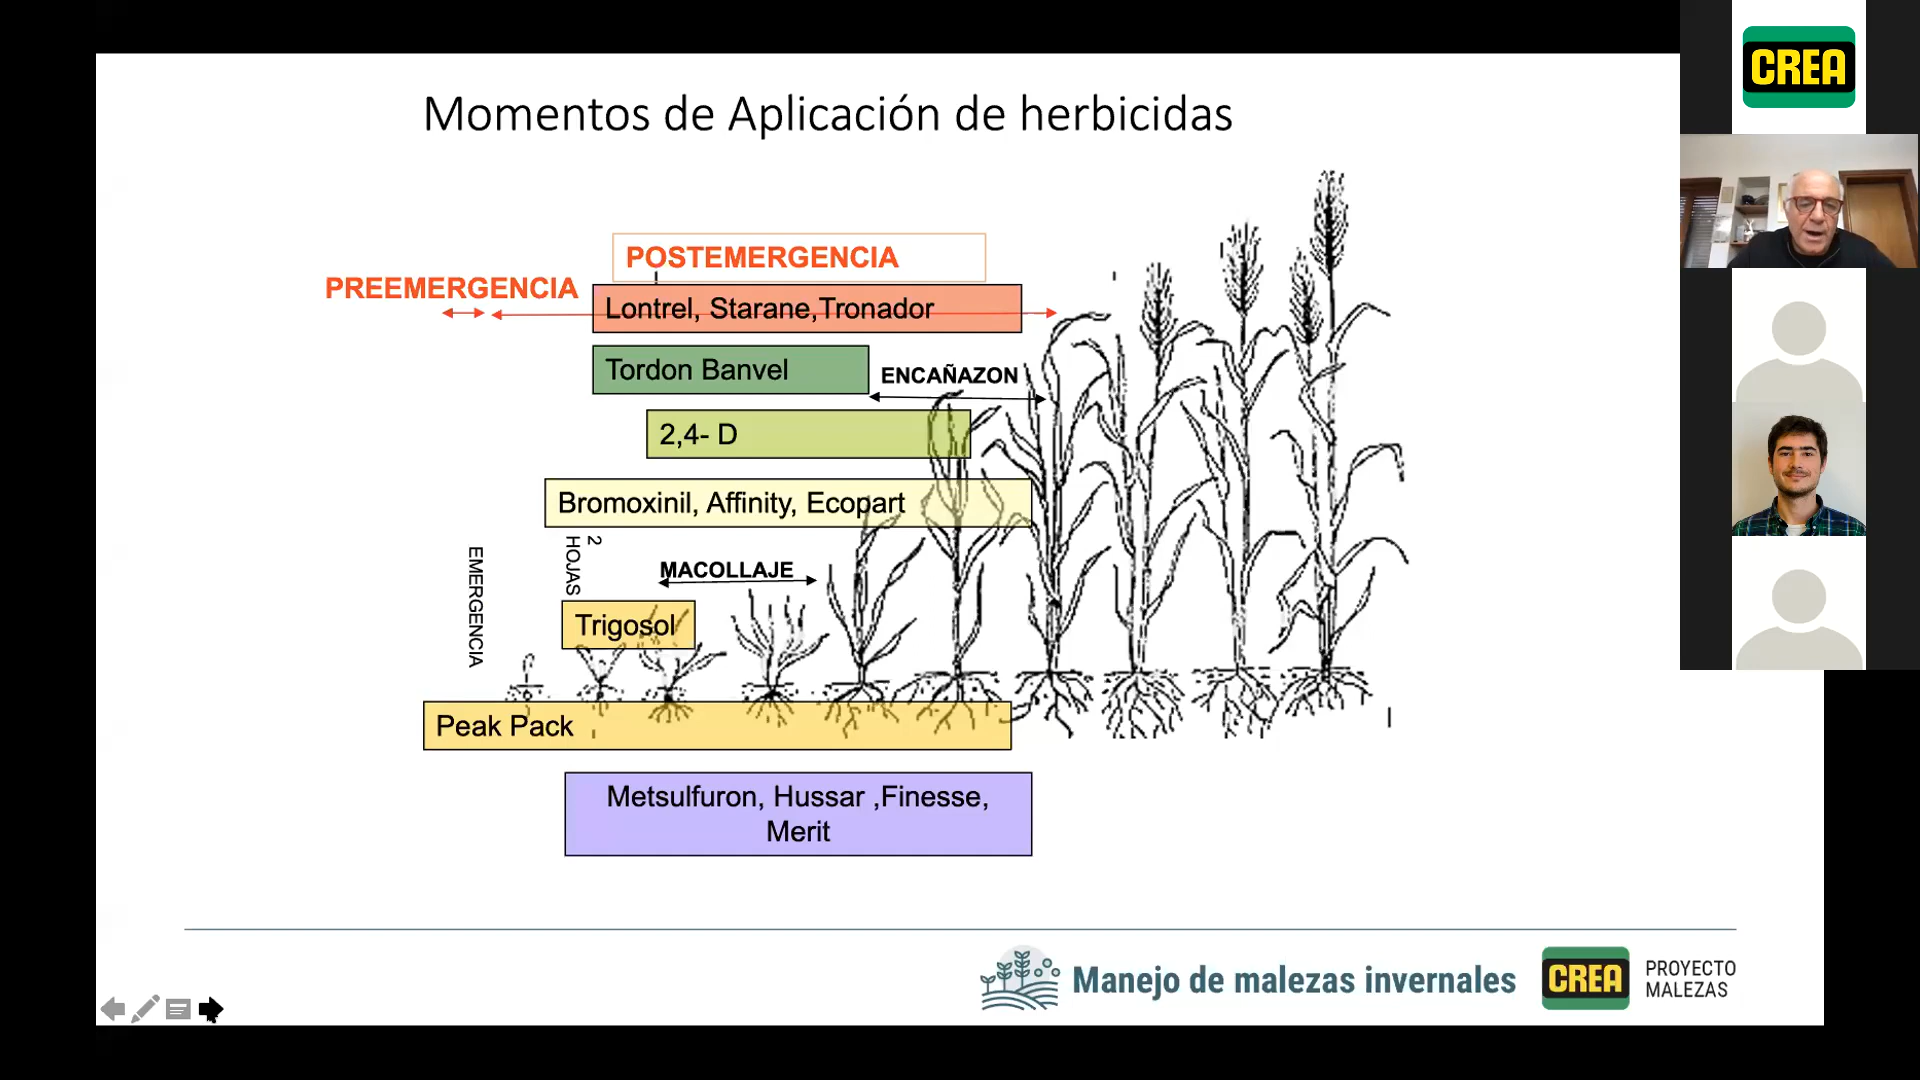 Momentos de Aplicación de herbicidas
POSTEMERGENCIA
PREEMERGENCIA
Lontrel, Starane,Tronador
Tordon Banvel
ENCAÑAZON
2,4- D
Bromoxinil, Affinity, Ecopart
EMERGENCIA
2
HOJAS
MACOLLAJE
Trigosol
Peak Pack
Metsulfuron, Hussar ,Finesse,
Merit
Manejo de malezas invernales
CREA
PROYECTO
MALEZAS
CREA